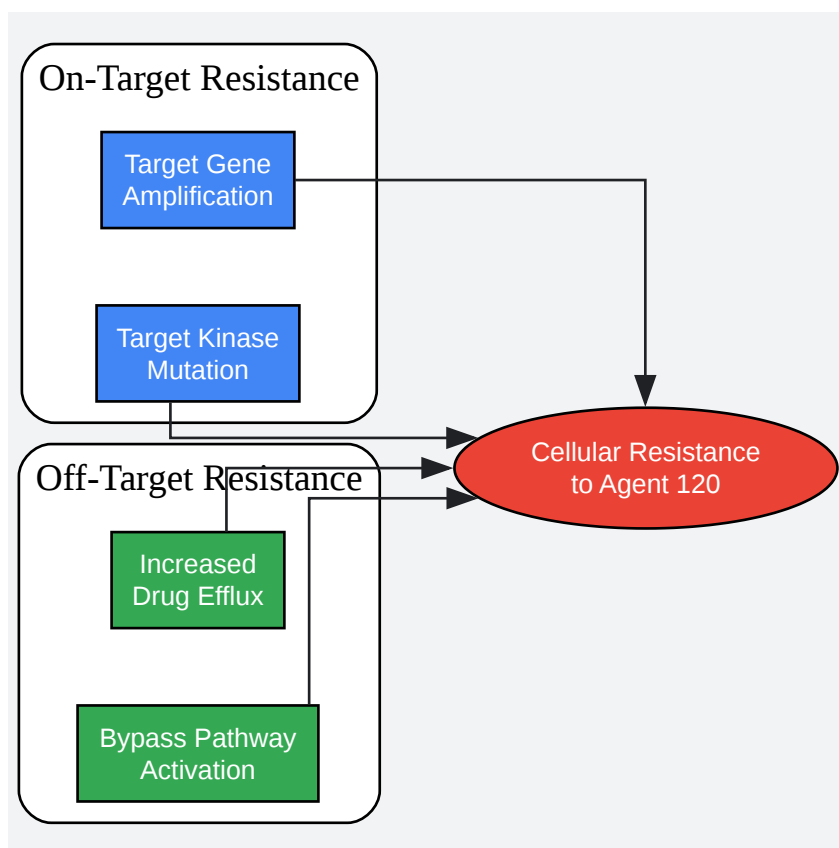 On-Target Resistance
Target Gene
Amplification
Target Kinase
Mutation
Cellular Resistance
to Agent 120
Off-Target Resistance
Increased
Drug Efflux
Bypass Pathway
Activation